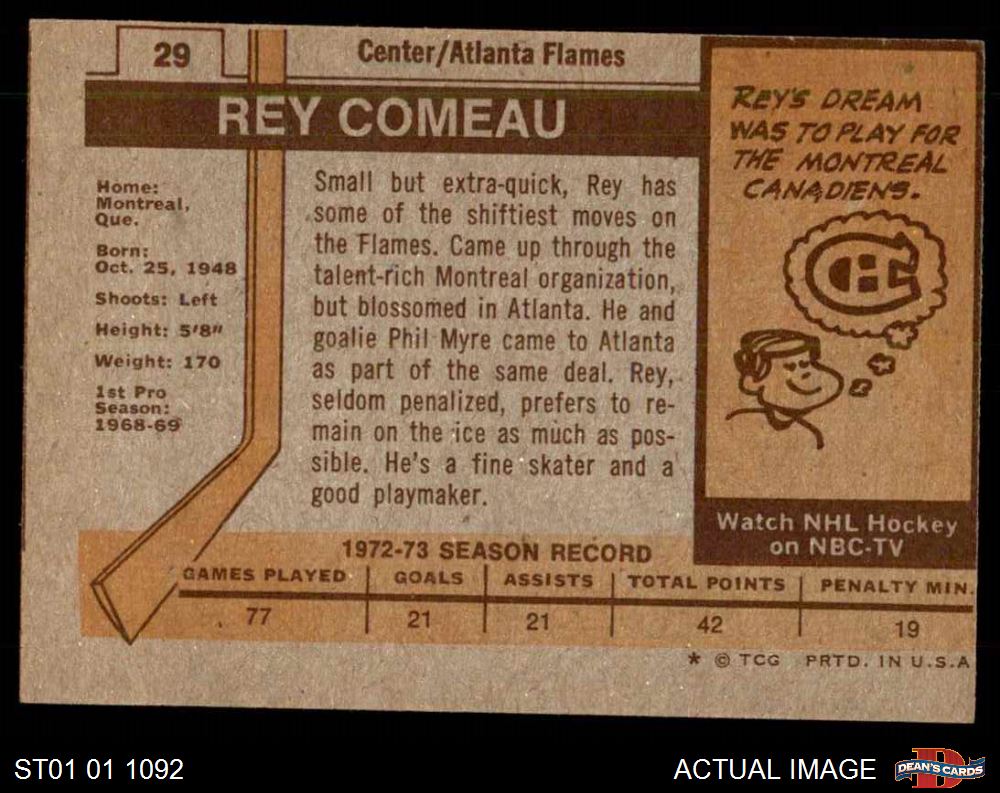 29
Center/Atlanta Flames
REY COMEAU
Home:
Montreal,
Que.
Born:
Oct. 25, 1948
Shoots: Left
Height: 5'8"
Weight: 170
1st Pro
Season:
1968-69
Small but extra-quick, Rey has
some of the shiftiest moves on
the Flames. Came up through the
talent-rich Montreal organization,
but blossomed in Atlanta. He and
goalie Phil Myre came to Atlanta
as part of the same deal. Rey,
seldom penalized, prefers to re-
main on the ice as much as pos-
sible. He's a fine skater and a
good playmaker.
REY'S DREAM
WAS TO PLAY FOR
THE MONTREAL
CANADIENS.
CH
Watch NHL Hockey
on NBC-TV
1972-73 SEASON RECORD
GAMES PLAYED GOALS ASSISTS TOTAL POINTS PENALTY MIN.
77 21 21 42 19
* © TCG PRTD. IN U.S.A
ST01 01 1092
ACTUAL IMAGE
DEAN'S CARDS